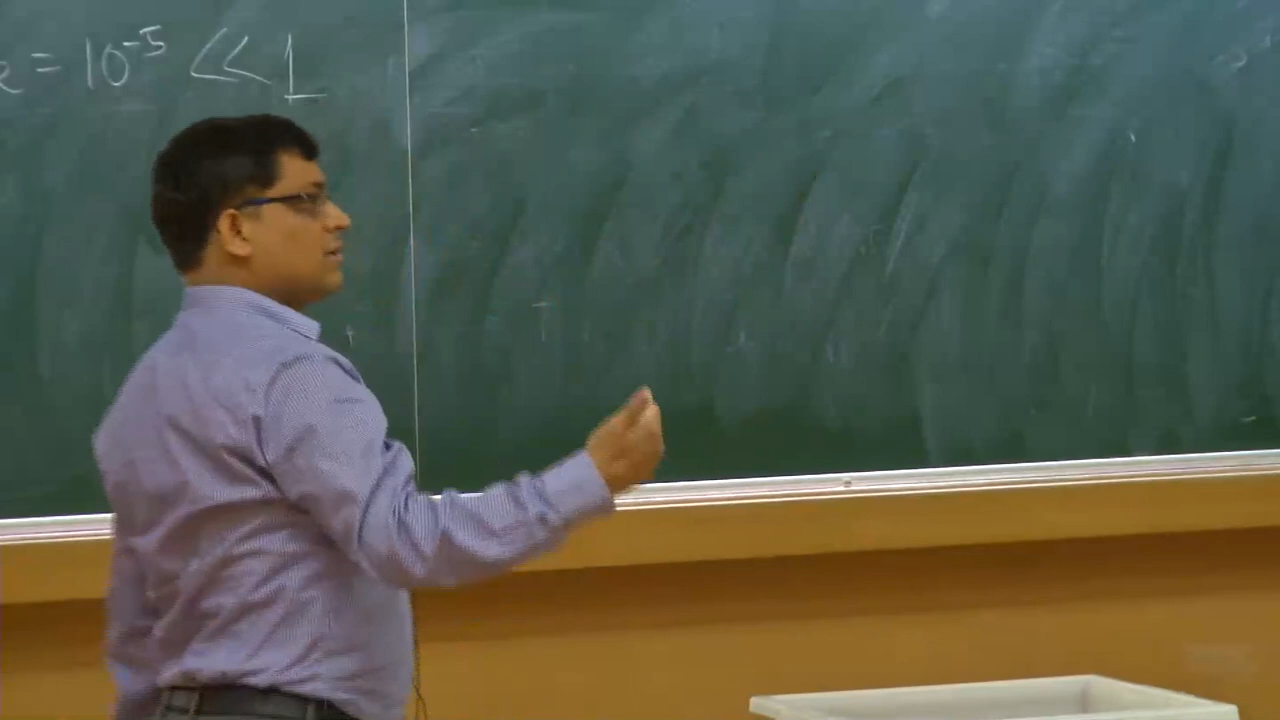 = 10⁻⁵ << 1